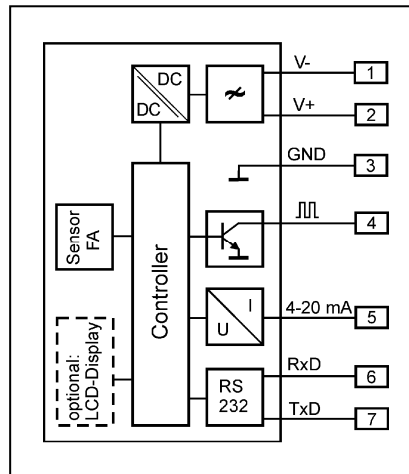 V-
1
DC
DC
V+
2
GND
3
4
Sensor
FA
Controller
I
U
4-20 mA
5
optional:
LCD-Display
RxD
6
RS
232
TxD
7